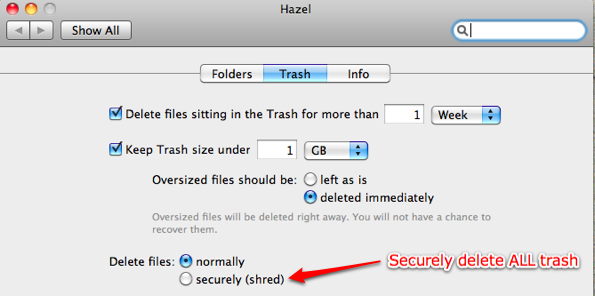 Hazel
Show All
Folders Trash Info
Delete files sitting in the Trash for more than 1 Week
Keep Trash size under 1 GB
Oversized files should be: left as is
deleted immediately
Oversized files will be deleted right away. You will not have a chance to
recover them.
Delete files: normally
securely (shred)
Securely delete ALL trash